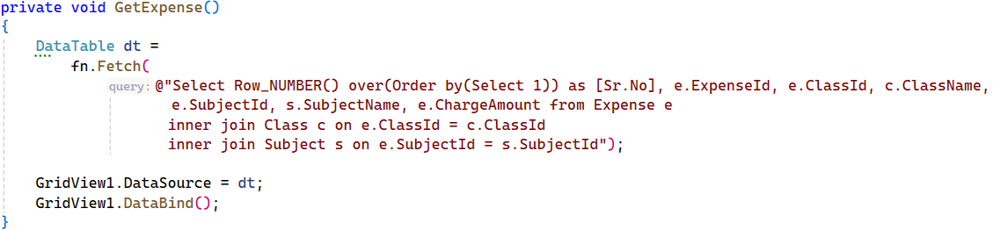 private void GetExpense()
{
DataTable dt =
fn.Fetch(
query: @"Select Row_NUMBER() over(Order by(Select 1)) as [Sr.No], e.ExpenseId, e.ClassId, c.ClassName,
e.SubjectId, s.SubjectName, e.ChargeAmount from Expense e
inner join Class c on e.ClassId = c.ClassId
inner join Subject s on e.SubjectId = s.SubjectId");
GridView1.DataSource = dt;
GridView1.DataBind();
}